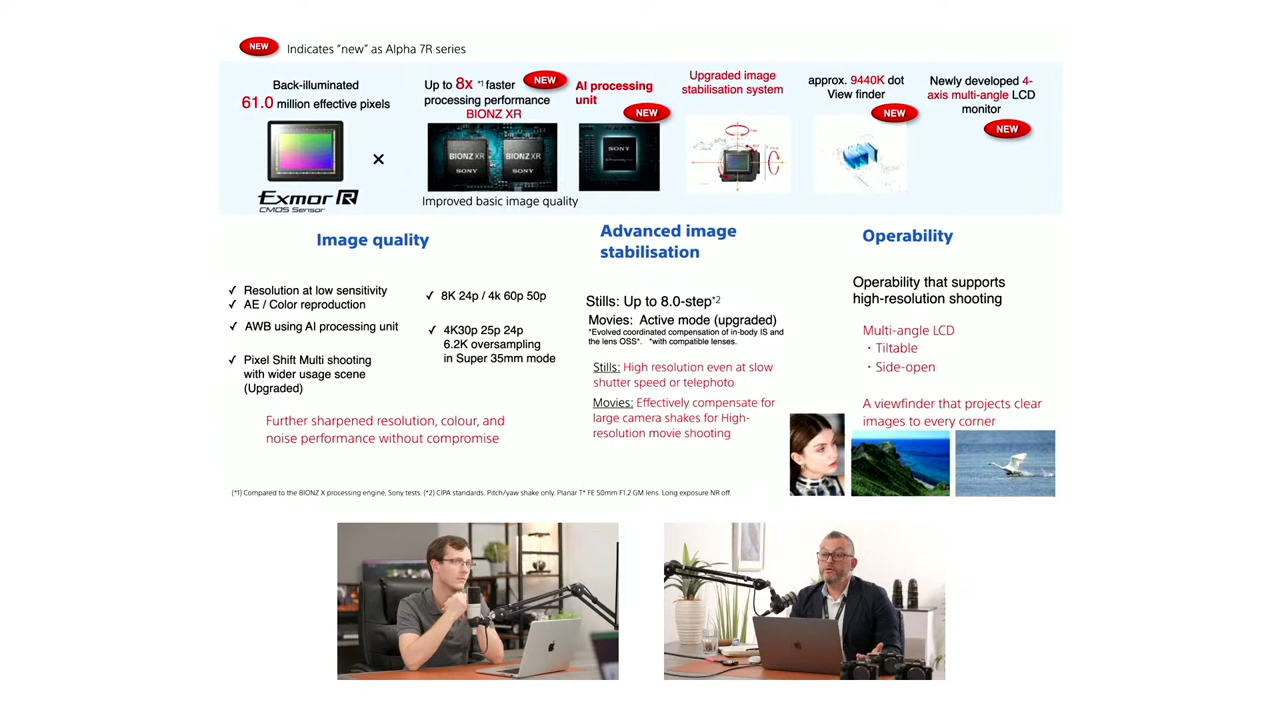 NEW Indicates "new" as Alpha 7R series
Back-illuminated
61.0 million effective pixels
Exmor R
CMOS Sensor
×
Up to 8x *1 faster
processing performance
BIONZ XR
NEW
BIONZ XR
SONY
BIONZ XR
SONY
Improved basic image quality
AI processing
unit
NEW
SONY
Upgraded image
stabilisation system
approx. 9440K dot
View finder
NEW
Newly developed 4-
axis multi-angle LCD
monitor
NEW
Image quality
✓ Resolution at low sensitivity
✓ AE / Color reproduction
✓ AWB using AI processing unit
✓ Pixel Shift Multi shooting
with wider usage scene
(Upgraded)
✓ 8K 24p / 4k 60p 50p
✓ 4K30p 25p 24p
6.2K oversampling
in Super 35mm mode
Further sharpened resolution, colour, and
noise performance without compromise
Advanced image
stabilisation
Stills: Up to 8.0-step*2
Movies: Active mode (upgraded)
*Evolved coordinated compensation of in-body IS and
the lens OSS*. *with compatible lenses.
Stills: High resolution even at slow
shutter speed or telephoto
Movies: Effectively compensate for
large camera shakes for High-
resolution movie shooting
Operability
Operability that supports
high-resolution shooting
Multi-angle LCD
・Tiltable
・Side-open
A viewfinder that projects clear
images to every corner
(*1) Compared to the BIONZ X processing engine, Sony tests. (*2) CIPA standards. Pitch/yaw shake only. Planar T* FE 50mm F1.2 GM lens. Long exposure NR off.